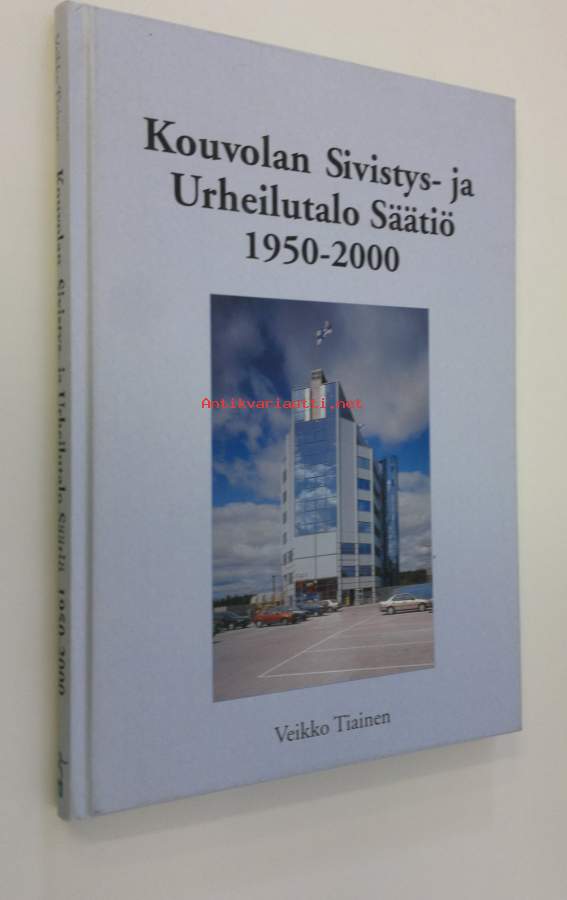 Kouvolan Sivistys- ja
Urheilutalo Säätiö
1950-2000
Antikvariaatti.net
Veikko Tiainen
Kouvolan Sivistys- ja Urheilutalo Säätiö 1950-2000